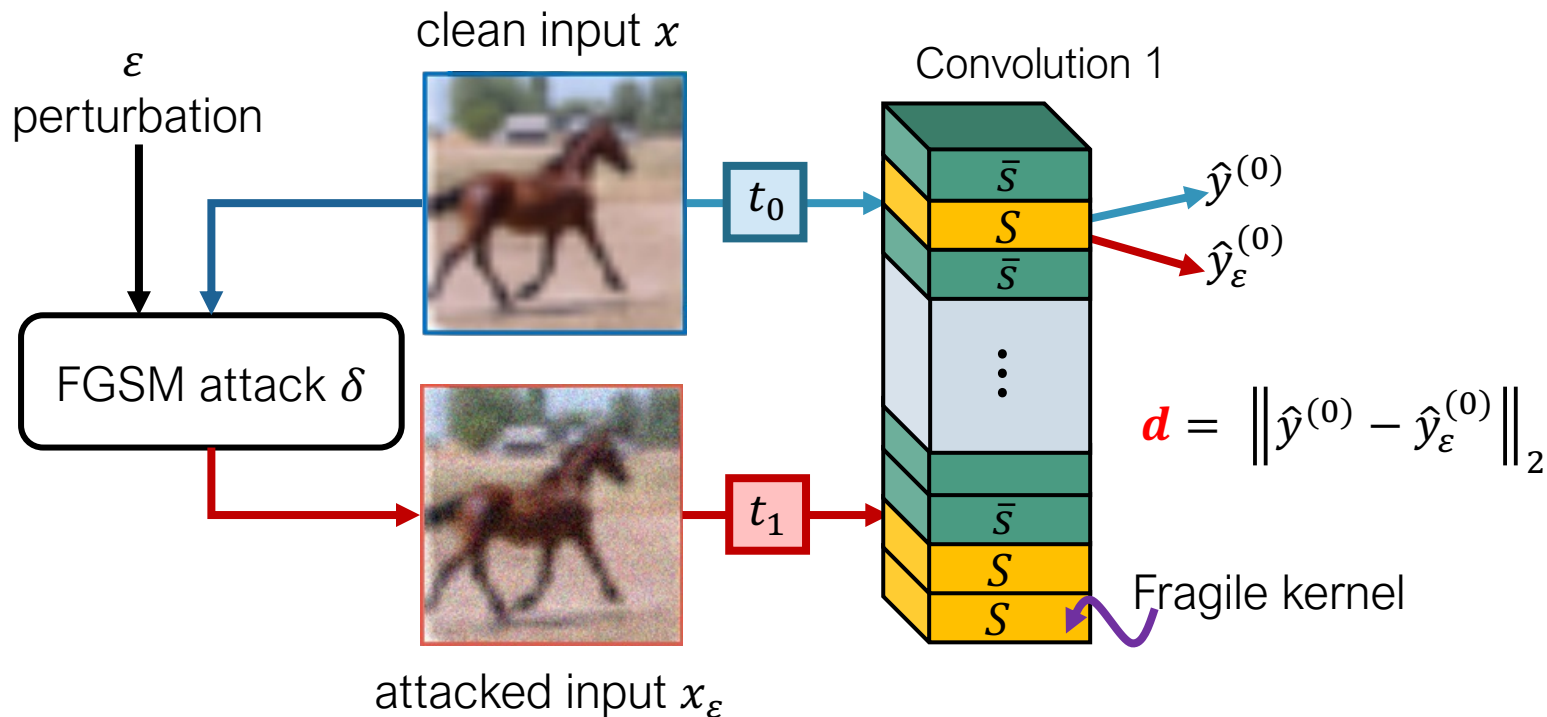 clean input x
ε
perturbation
Convolution 1
t₀
s̄
S
s̄
⋮
ŷ⁽⁰⁾
ŷ_ε⁽⁰⁾
FGSM attack δ
d = ‖ŷ⁽⁰⁾ − ŷ_ε⁽⁰⁾‖₂
t₁
s̄
S
S
Fragile kernel
attacked input x_ε